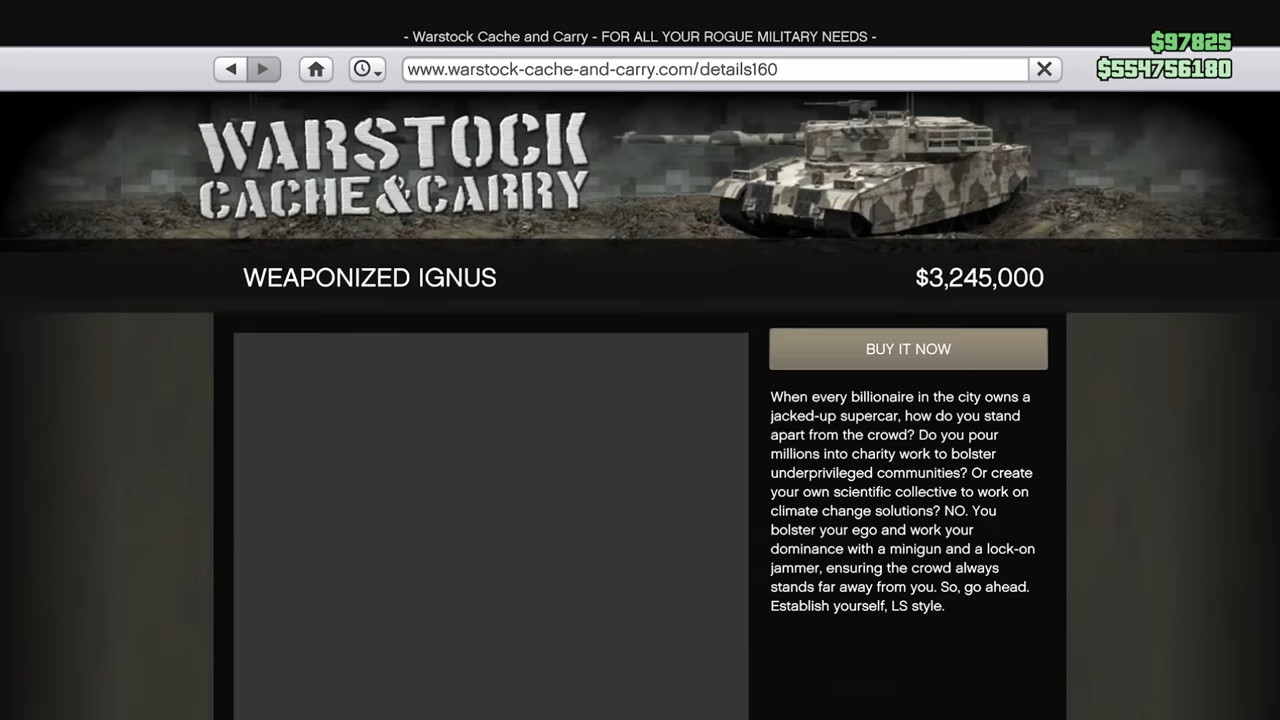 - Warstock Cache and Carry - FOR ALL YOUR ROGUE MILITARY NEEDS -
$97825
$554756180
www.warstock-cache-and-carry.com/details160
WARSTOCK
CACHE&CARRY
WEAPONIZED IGNUS
$3,245,000
BUY IT NOW
When every billionaire in the city owns a
jacked-up supercar, how do you stand
apart from the crowd? Do you pour
millions into charity work to bolster
underprivileged communities? Or create
your own scientific collective to work on
climate change solutions? NO. You
bolster your ego and work your
dominance with a minigun and a lock-on
jammer, ensuring the crowd always
stands far away from you. So, go ahead.
Establish yourself, LS style.